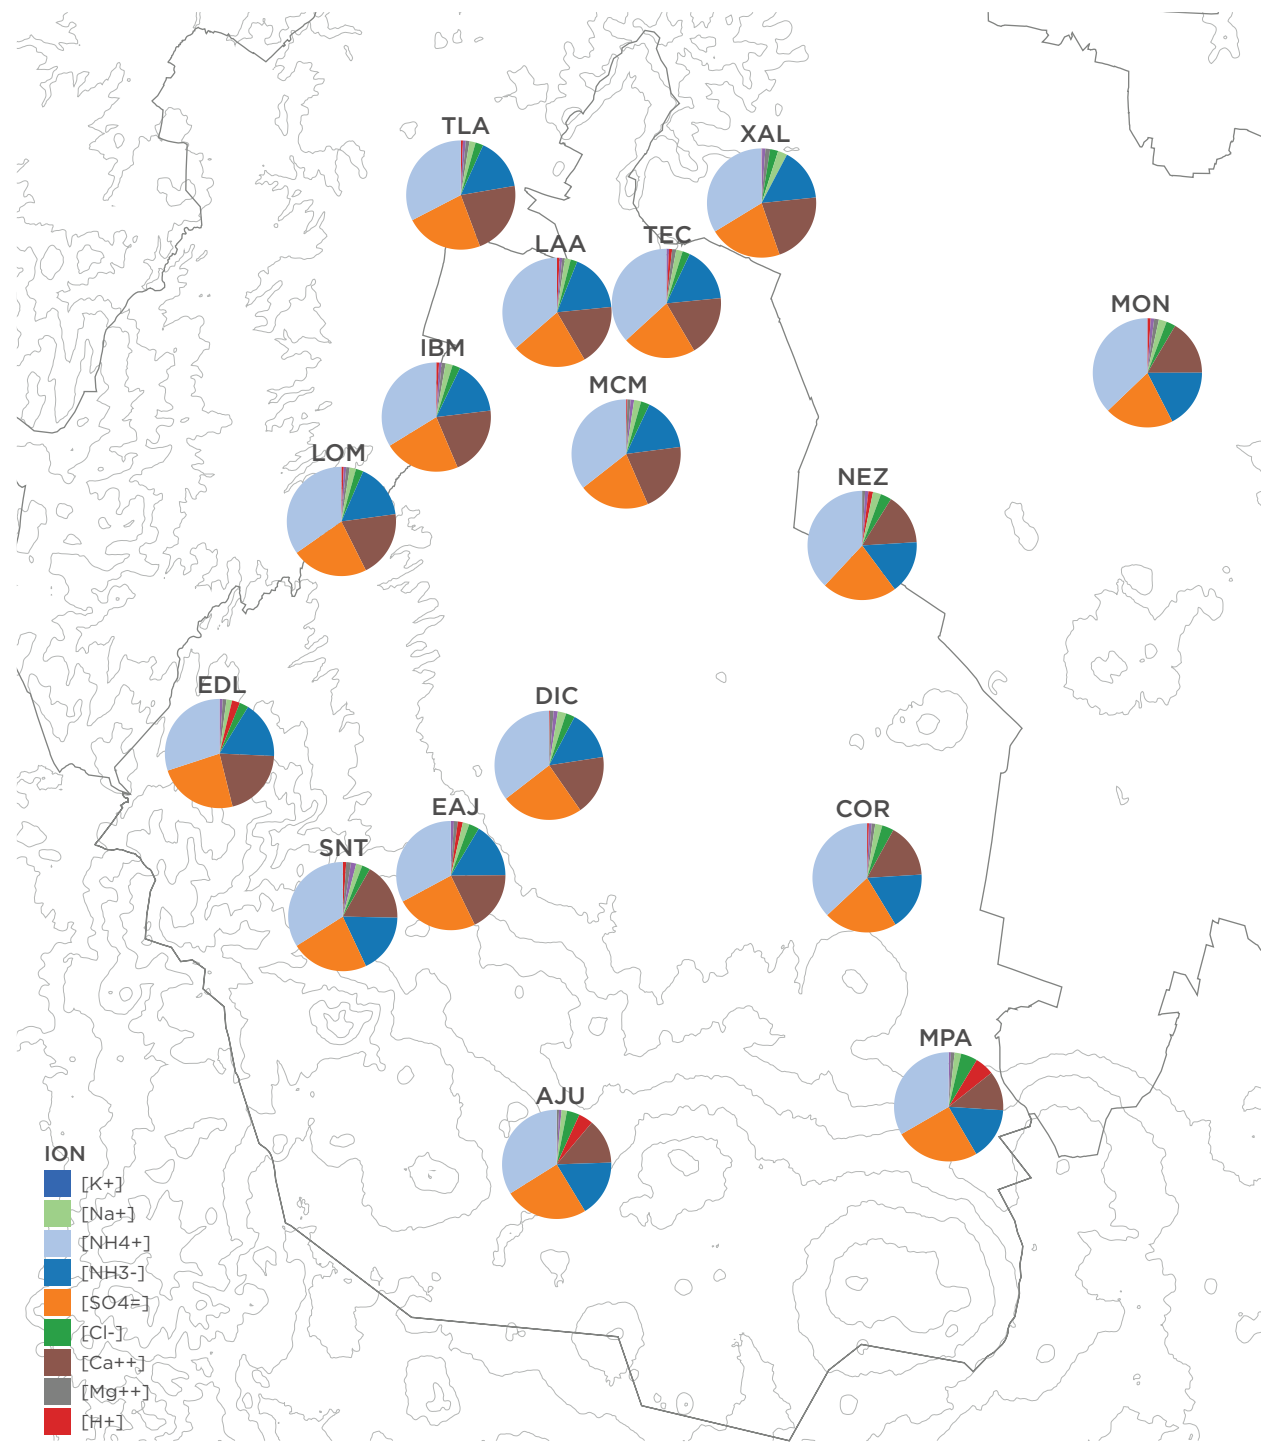 TLA
XAL
LAA
TEC
MON
IBM
MCM
LOM
NEZ
EDL
DIC
EAJ
COR
SNT
MPA
AJU
ION
[K+]
[Na+]
[NH4+]
[NH3-]
[SO4=]
[Cl-]
[Ca++]
[Mg++]
[H+]